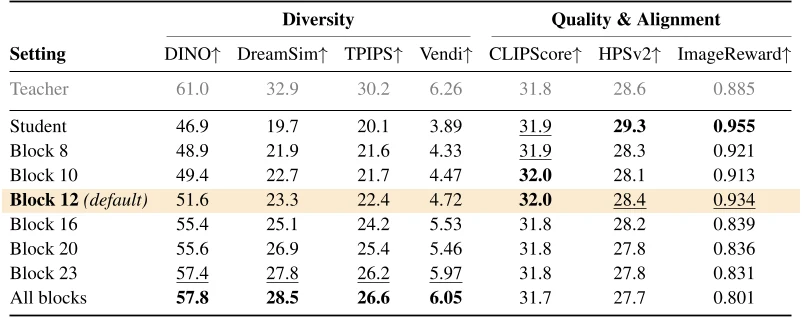 Diversity Quality & Alignment
Setting DINO↑ DreamSim↑ TPIPS↑ Vendi↑ CLIPScore↑ HPSv2↑ ImageReward↑
Teacher 61.0 32.9 30.2 6.26 31.8 28.6 0.885
Student 46.9 19.7 20.1 3.89 31.9 29.3 0.955
Block 8 48.9 21.9 21.6 4.33 31.9 28.3 0.921
Block 10 49.4 22.7 21.7 4.47 32.0 28.1 0.913
Block 12 (default) 51.6 23.3 22.4 4.72 32.0 28.4 0.934
Block 16 55.4 25.1 24.2 5.53 31.8 28.2 0.839
Block 20 55.6 26.9 25.4 5.46 31.8 27.8 0.836
Block 23 57.4 27.8 26.2 5.97 31.8 27.8 0.831
All blocks 57.8 28.5 26.6 6.05 31.7 27.7 0.801